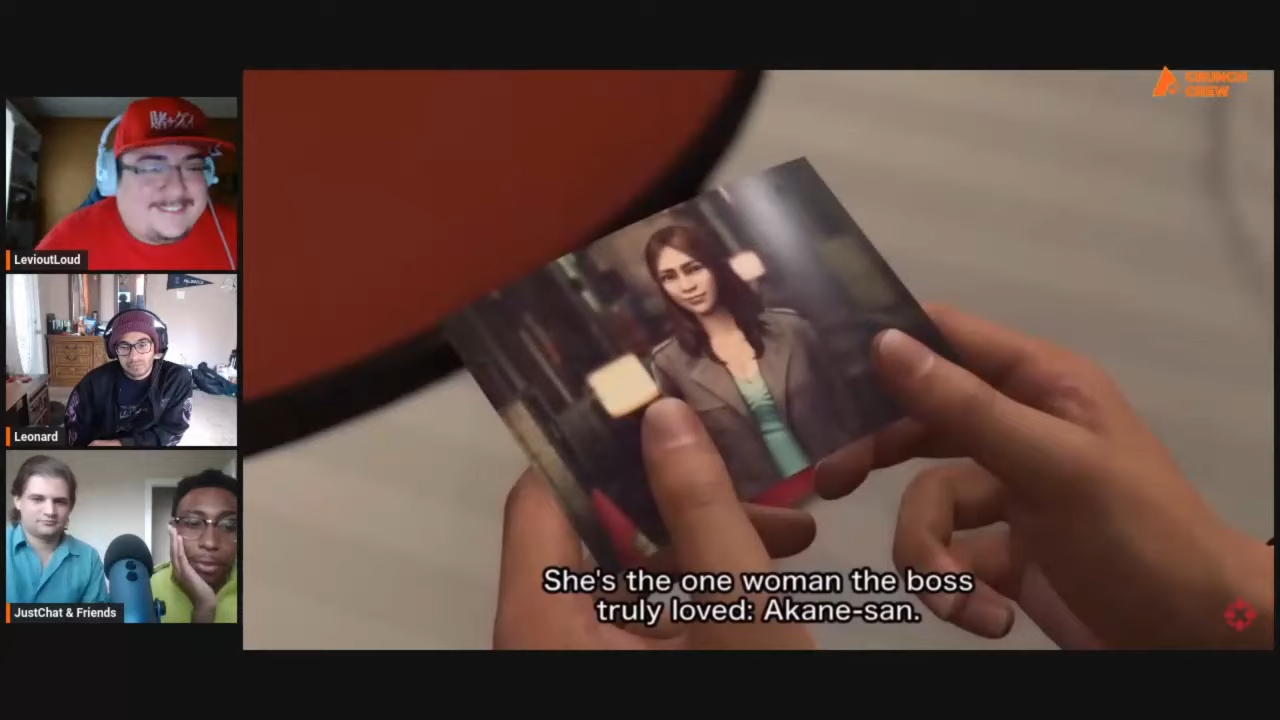 CRUNCH
CREW
LevioutLoud
Leonard
JustChat & Friends
She's the one woman the boss
truly loved: Akane-san.